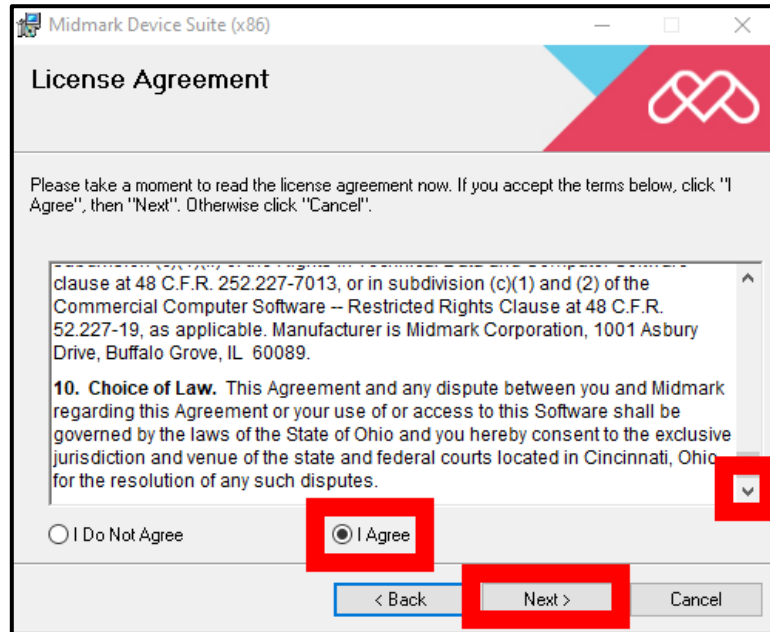 Midmark Device Suite (x86)
License Agreement
Please take a moment to read the license agreement now. If you accept the terms below, click "I
Agree", then "Next". Otherwise click "Cancel".
clause at 48 C.F.R. 252.227-7013, or in subdivision (c)(1) and (2) of the
Commercial Computer Software -- Restricted Rights Clause at 48 C.F.R.
52.227-19, as applicable. Manufacturer is Midmark Corporation, 1001 Asbury
Drive, Buffalo Grove, IL 60089.
10. Choice of Law. This Agreement and any dispute between you and Midmark
regarding this Agreement or your use of or access to this Software shall be
governed by the laws of the State of Ohio and you hereby consent to the exclusive
jurisdiction and venue of the state and federal courts located in Cincinnati, Ohio
for the resolution of any such disputes.
I Do Not Agree
I Agree
< Back
Next >
Cancel